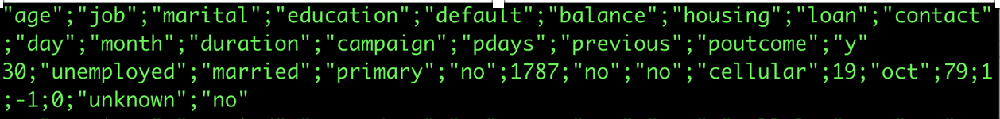 "age";"job";"marital";"education";"default";"balance";"housing";"loan";"contact"
;"day";"month";"duration";"campaign";"pdays";"previous";"poutcome";"y"
30;"unemployed";"married";"primary";"no";1787;"no";"no";"cellular";19;"oct";79;1
;-1;0;"unknown";"no"